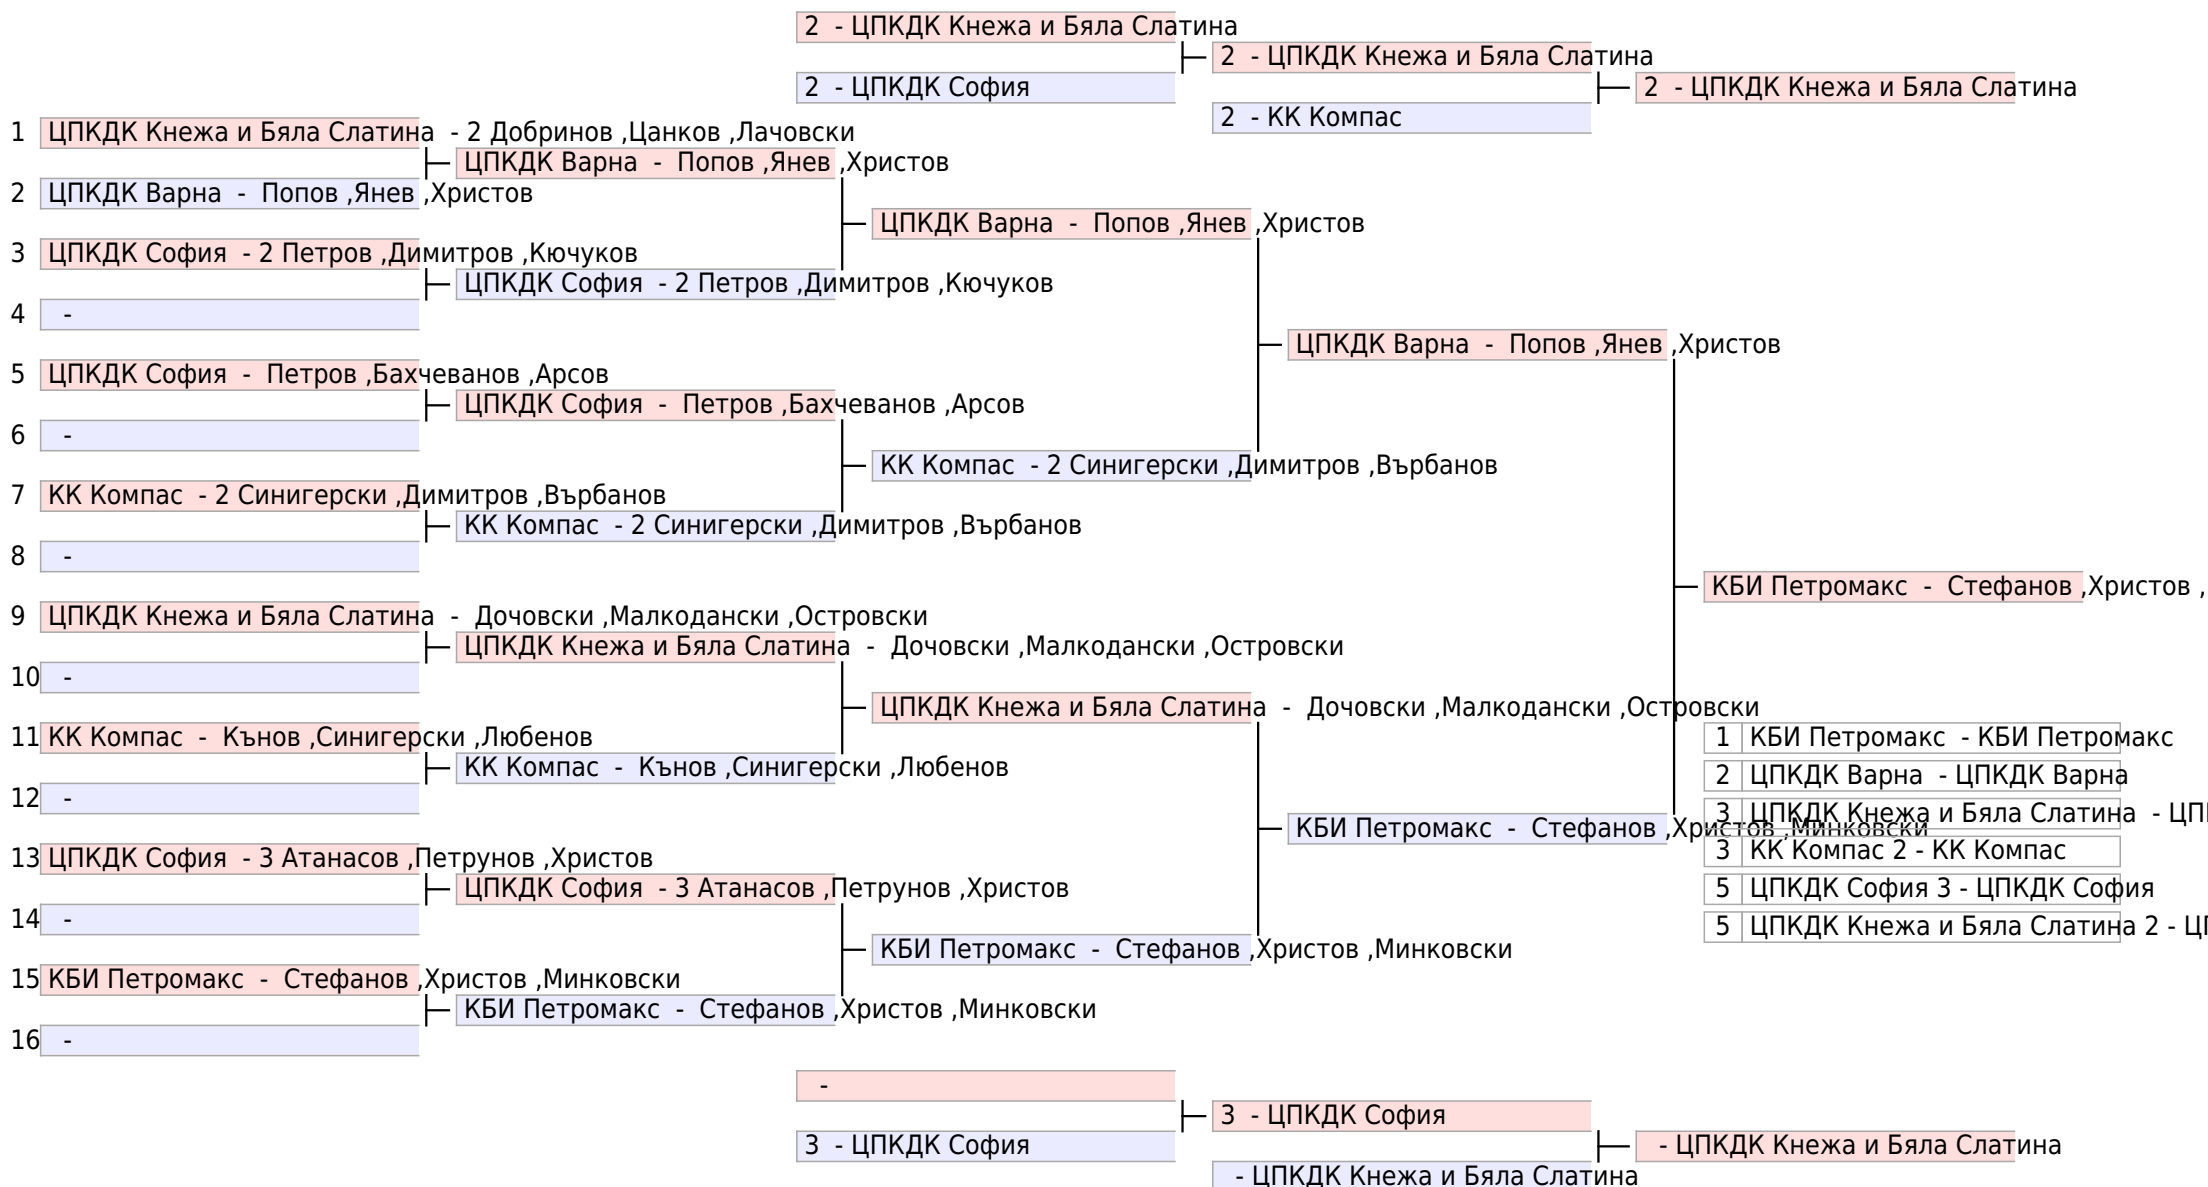 2  - ЦПКДК Кнежа и Бяла Слатина
2  - ЦПКДК Кнежа и Бяла Слатина
2  - ЦПКДК София
2  - ЦПКДК Кнежа и Бяла Слатина
2  - КК Компас
1 ЦПКДК Кнежа и Бяла Слатина  - 2 Добринов ,Цанков ,Лачовски
ЦПКДК Варна  -  Попов ,Янев ,Христов
2 ЦПКДК Варна  -  Попов ,Янев ,Христов
ЦПКДК Варна  -  Попов ,Янев ,Христов
3 ЦПКДК София  - 2 Петров ,Димитров ,Кючуков
ЦПКДК София  - 2 Петров ,Димитров ,Кючуков
4 -
ЦПКДК Варна  -  Попов ,Янев ,Христов
5 ЦПКДК София  -  Петров ,Бахчеванов ,Арсов
ЦПКДК София  -  Петров ,Бахчеванов ,Арсов
6 -
КК Компас  - 2 Синигерски ,Димитров ,Върбанов
7 КК Компас  - 2 Синигерски ,Димитров ,Върбанов
КК Компас  - 2 Синигерски ,Димитров ,Върбанов
8 -
КБИ Петромакс  -  Стефанов ,Христов ,
9 ЦПКДК Кнежа и Бяла Слатина  -  Дочовски ,Малкодански ,Островски
ЦПКДК Кнежа и Бяла Слатина  -  Дочовски ,Малкодански ,Островски
10 -
ЦПКДК Кнежа и Бяла Слатина  -  Дочовски ,Малкодански ,Островски
11 КК Компас  -  Кънов ,Синигерски ,Любенов
1 КБИ Петромакс  - КБИ Петромакс
КК Компас  -  Кънов ,Синигерски ,Любенов
2 ЦПКДК Варна  - ЦПКДК Варна
12 -
3 ЦПКДК Кнежа и Бяла Слатина  - ЦП
КБИ Петромакс  -  Стефанов ,Христов ,Минковски
3 КК Компас 2 - КК Компас
13 ЦПКДК София  - 3 Атанасов ,Петрунов ,Христов
ЦПКДК София  - 3 Атанасов ,Петрунов ,Христов
5 ЦПКДК София 3 - ЦПКДК София
14 -
5 ЦПКДК Кнежа и Бяла Слатина 2 - Ц
КБИ Петромакс  -  Стефанов ,Христов ,Минковски
15 КБИ Петромакс  -  Стефанов ,Христов ,Минковски
КБИ Петромакс  -  Стефанов ,Христов ,Минковски
16 -
-
3  - ЦПКДК София
3  - ЦПКДК София
- ЦПКДК Кнежа и Бяла Слатина
- ЦПКДК Кнежа и Бяла Слатина